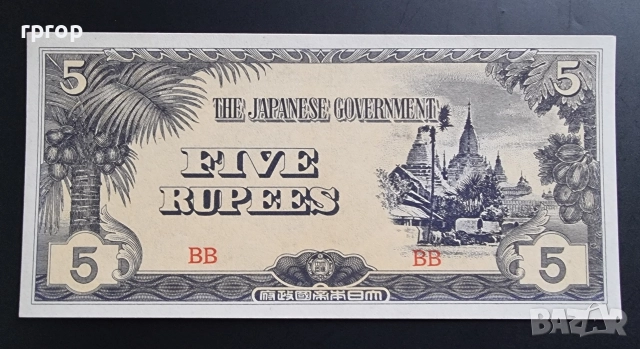 rprop
5 5
THE JAPANESE GOVERNMENT
FIVE
RUPEES
BB BB
5 5
府政國帝本日大
BAZAR